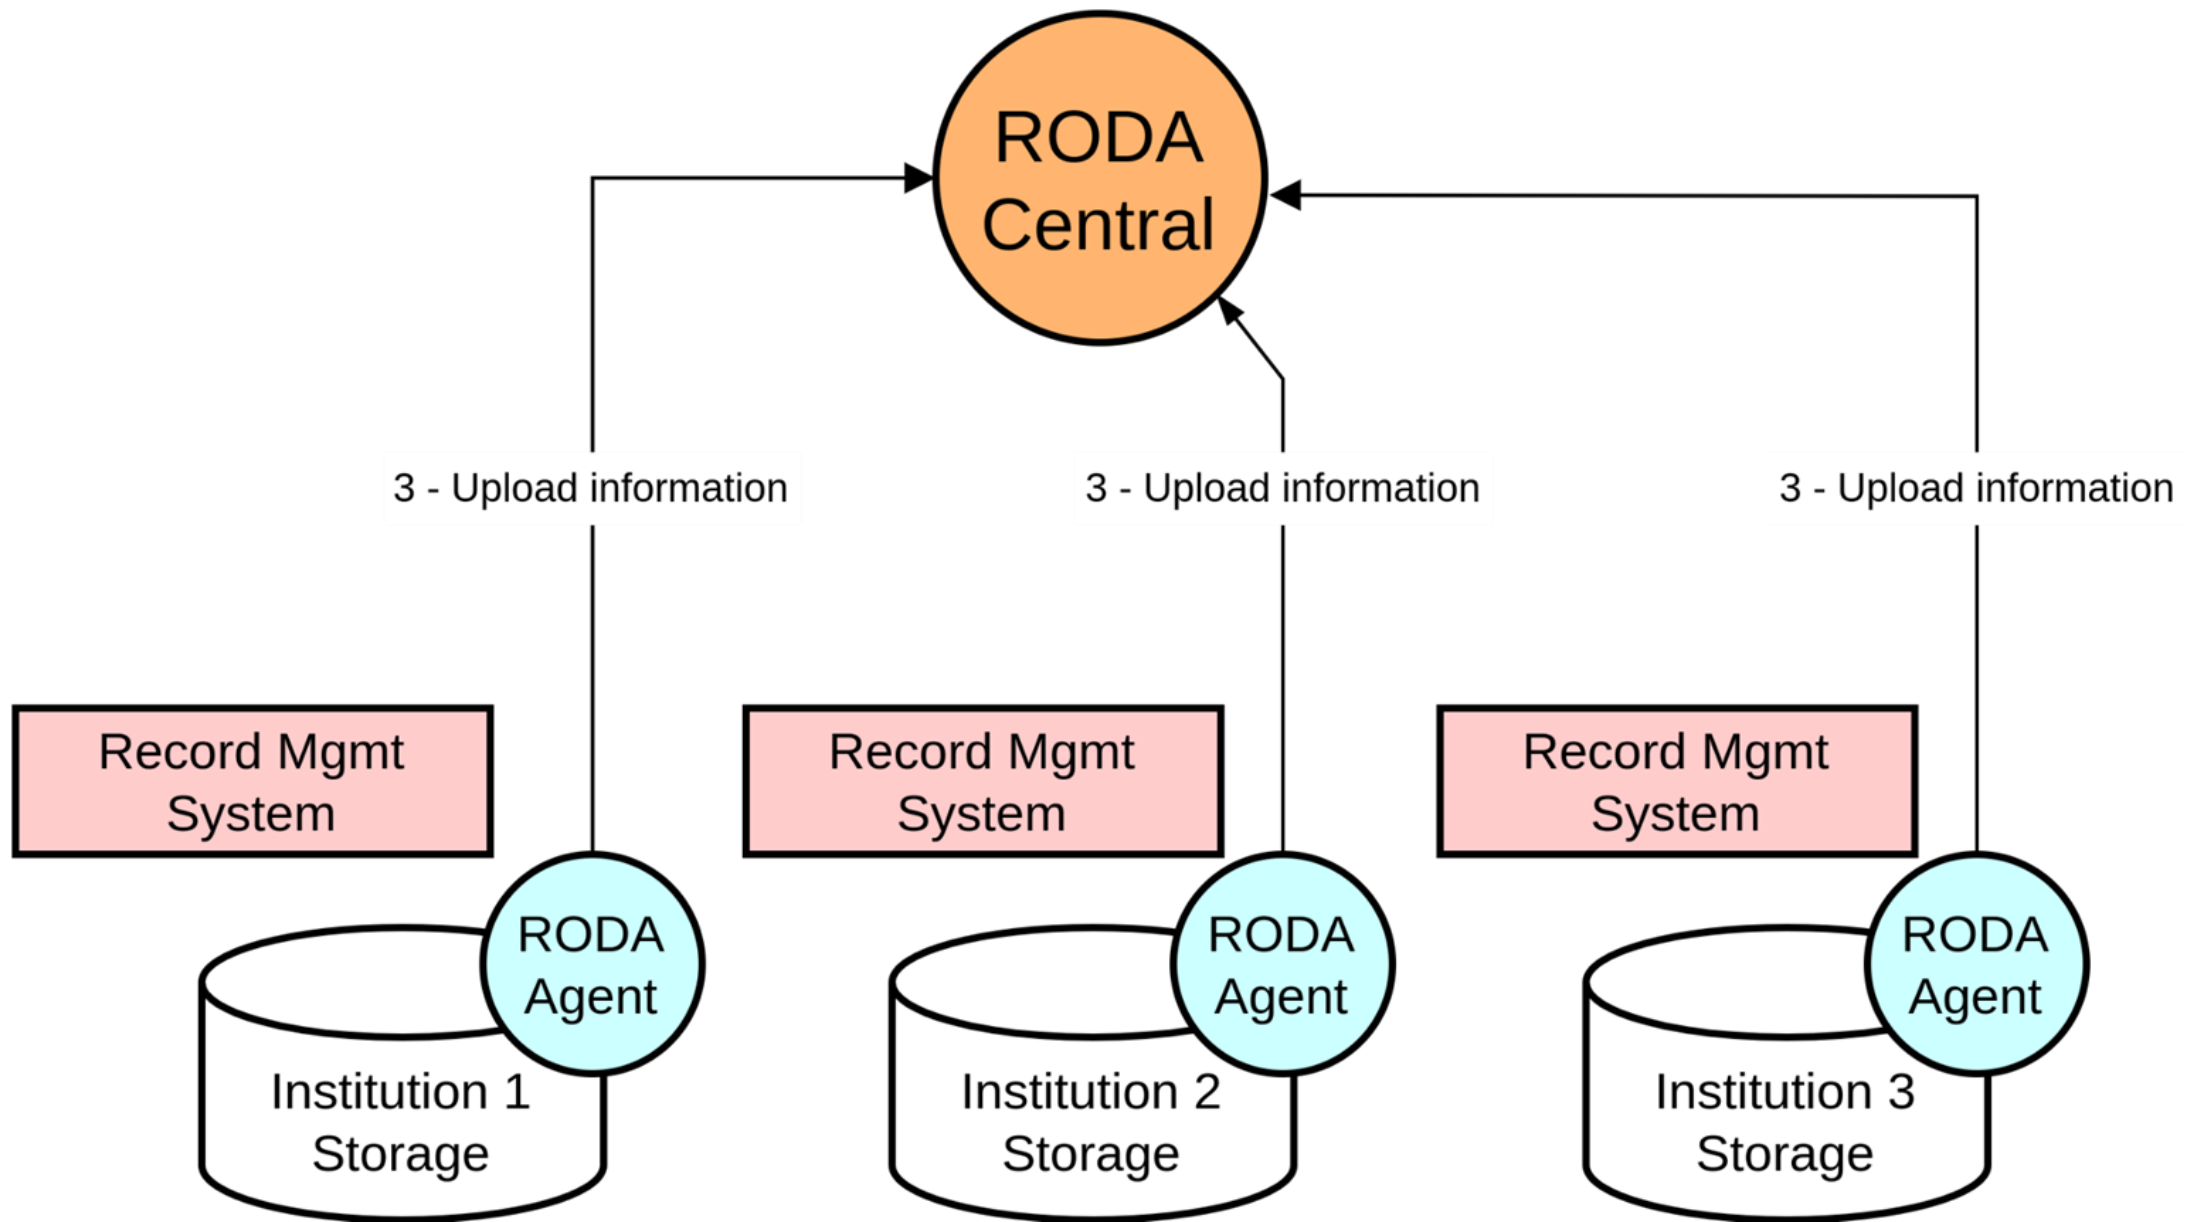 RODA
Central
3 - Upload information
3 - Upload information
3 - Upload information
Record Mgmt
System
Record Mgmt
System
Record Mgmt
System
RODA
Agent
RODA
Agent
RODA
Agent
Institution 1
Storage
Institution 2
Storage
Institution 3
Storage